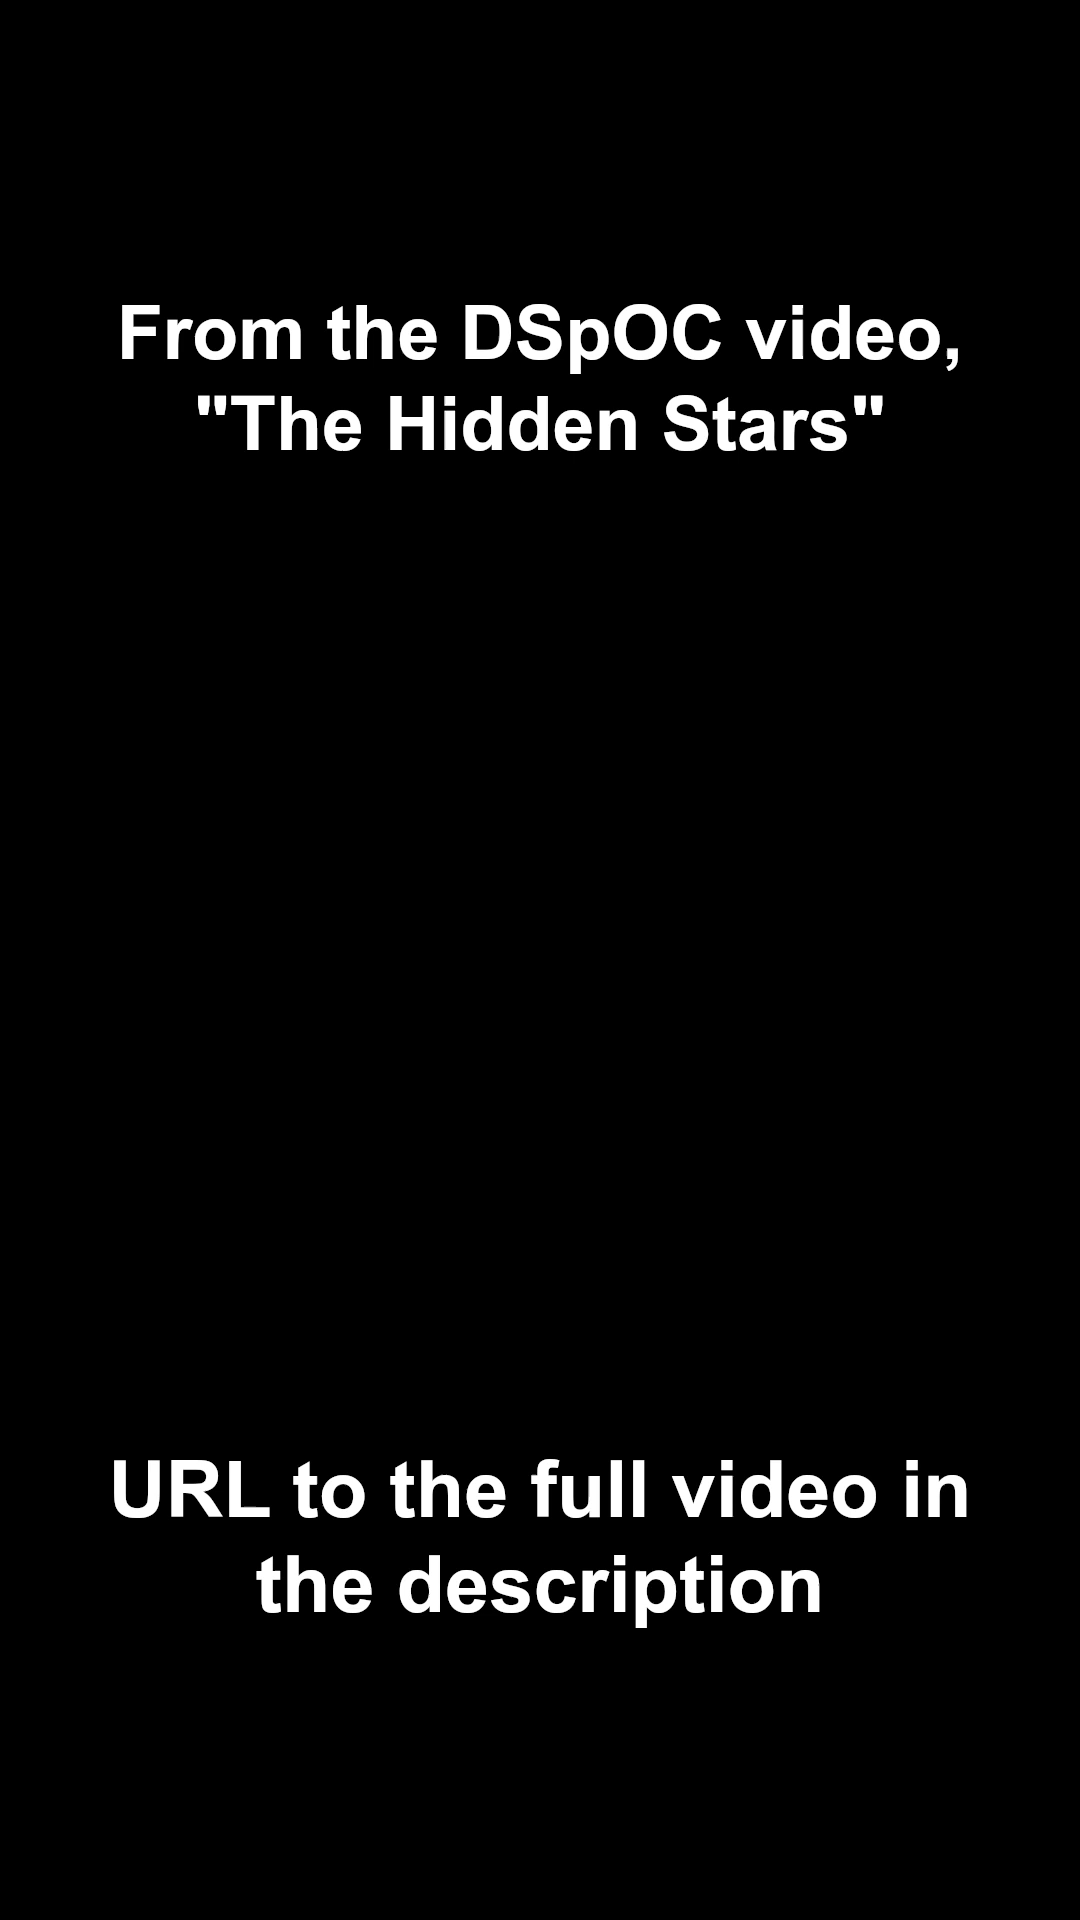 From the DSpOC video,
"The Hidden Stars"
URL to the full video in
the description